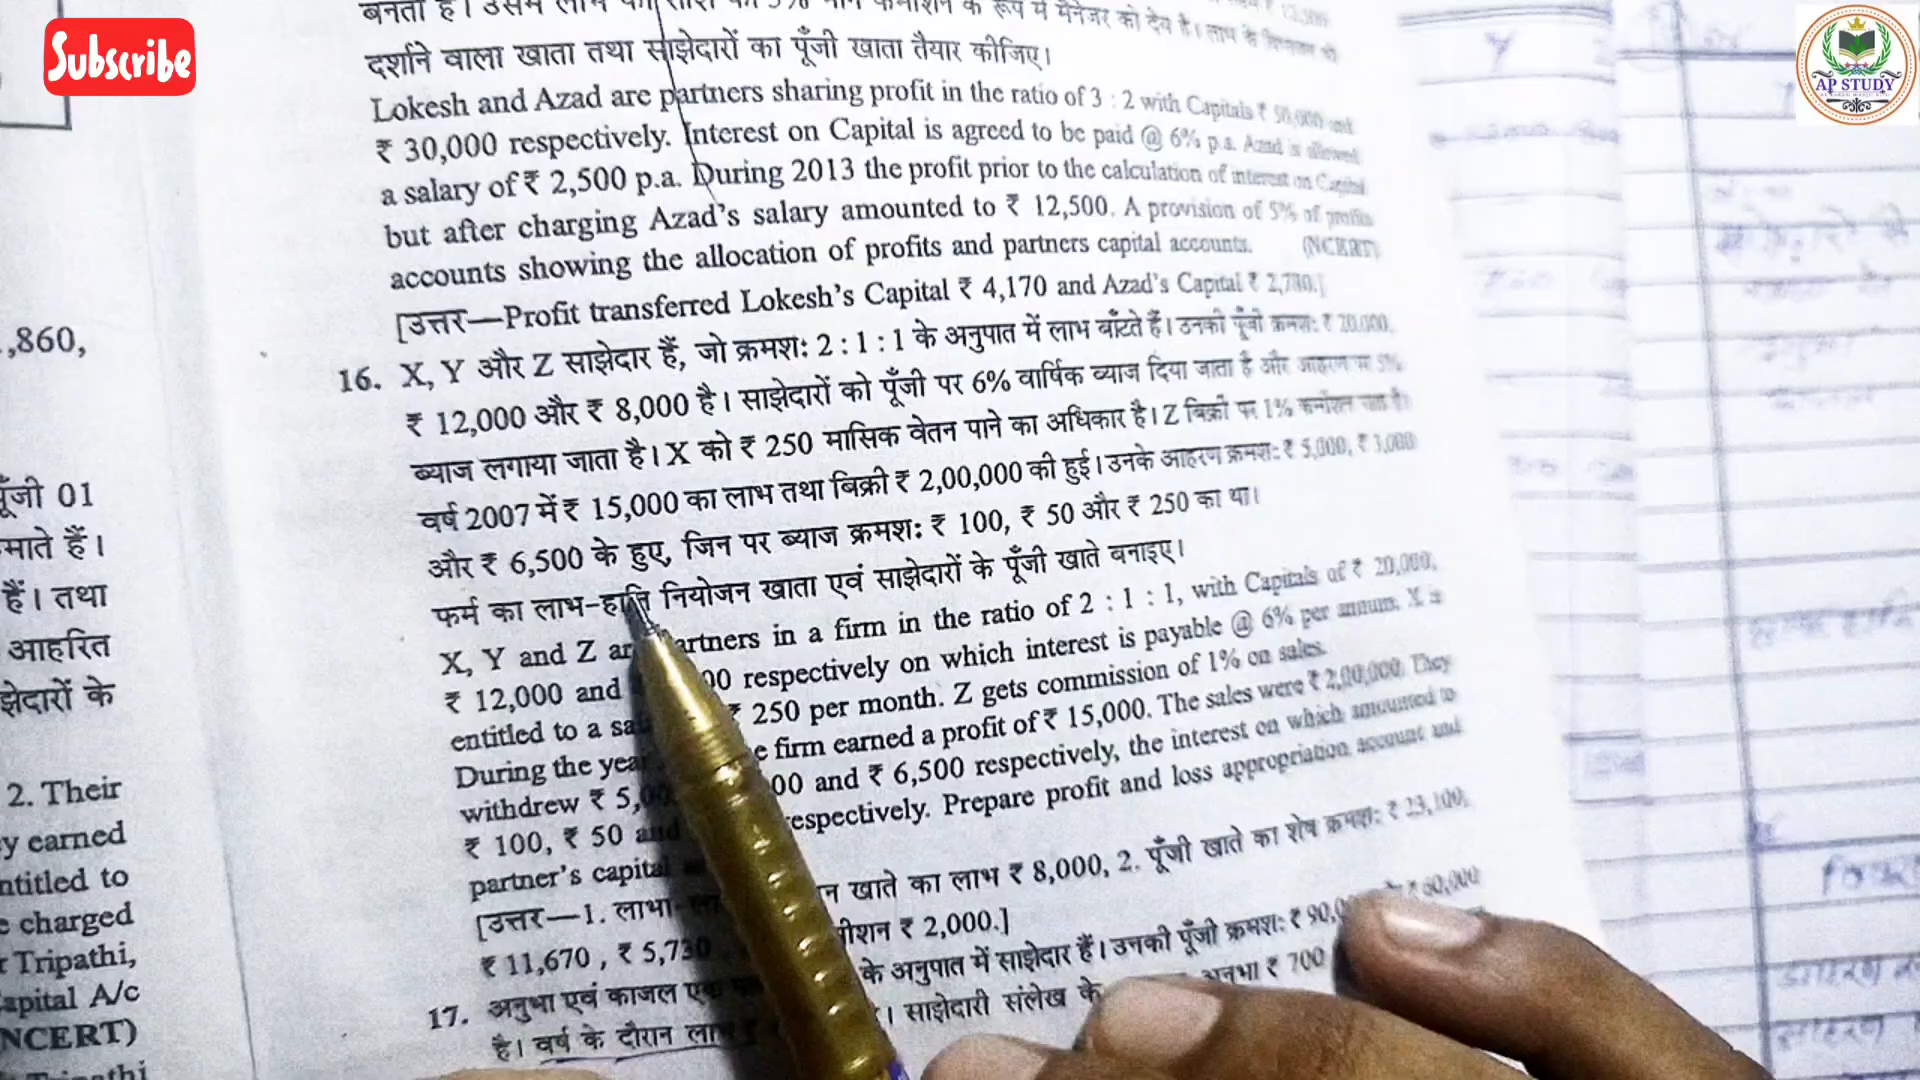 Subscribe
AP STUDY
दर्शाने वाला खाता तथा साझेदारों का पूँजी खाता तैयार कीजिए।
Lokesh and Azad are partners sharing profit in the ratio of 3 : 2 with Capitals ₹ 50,000 and
₹ 30,000 respectively. Interest on Capital is agreed to be paid @ 6% p.a. Azad is allowed
a salary of ₹ 2,500 p.a. During 2013 the profit prior to the calculation of interest on Capital
but after charging Azad's salary amounted to ₹ 12,500. A provision of 5% of profits
accounts showing the allocation of profits and partners capital accounts. (NCERT)
[उत्तर—Profit transferred Lokesh's Capital ₹ 4,170 and Azad's Capital ₹ 2,780.]
16. X, Y और Z साझेदार हैं, जो क्रमशः 2 : 1 : 1 के अनुपात में लाभ बाँटते हैं। उनकी पूँजी क्रमशः ₹ 20,000,
₹ 12,000 और ₹ 8,000 है। साझेदारों को पूँजी पर 6% वार्षिक ब्याज दिया जाता है और आहरण पर 5%
ब्याज लगाया जाता है। X को ₹ 250 मासिक वेतन पाने का अधिकार है। Z बिक्री पर 1% कमीशन पाता है।
वर्ष 2007 में ₹ 15,000 का लाभ तथा बिक्री ₹ 2,00,000 की हुई। उनके आहरण क्रमशः ₹ 5,000, ₹ 3,000
और ₹ 6,500 के हुए, जिन पर ब्याज क्रमशः ₹ 100, ₹ 50 और ₹ 250 का था।
फर्म का लाभ-हानि नियोजन खाता एवं साझेदारों के पूँजी खाते बनाइए।
X, Y and Z are partners in a firm in the ratio of 2 : 1 : 1, with Capitals of ₹ 20,000,
₹ 12,000 and 00 respectively on which interest is payable @ 6% per annum. X is
entitled to a sa ₹ 250 per month. Z gets commission of 1% on sales.
During the year e firm earned a profit of ₹ 15,000. The sales were ₹ 2,00,000. They
withdrew ₹ 5,0 00 and ₹ 6,500 respectively, the interest on which amounted to
₹ 100, ₹ 50 and espectively. Prepare profit and loss appropriation account and
partner's capital
[उत्तर—1. लाभा-ला न खाते का लाभ ₹ 8,000, 2. पूँजी खाते का शेष क्रमशः ₹ 23,100,
₹ 11,670, ₹ 5,730 मीशन ₹ 2,000.]
17. अनुभा एवं काजल एक के अनुपात में साझेदार हैं। उनकी पूँजी क्रमशः ₹ 90,0 ₹ 60,000
है। वर्ष के दौरान लाभ । साझेदारी संलेख के अनुभा ₹ 700
,860,
पूँजी 01
माते हैं।
हैं। तथा
आहरित
झेदारों के
2. Their
y earned
ntitled to
e charged
r Tripathi,
apital A/c
NCERT)